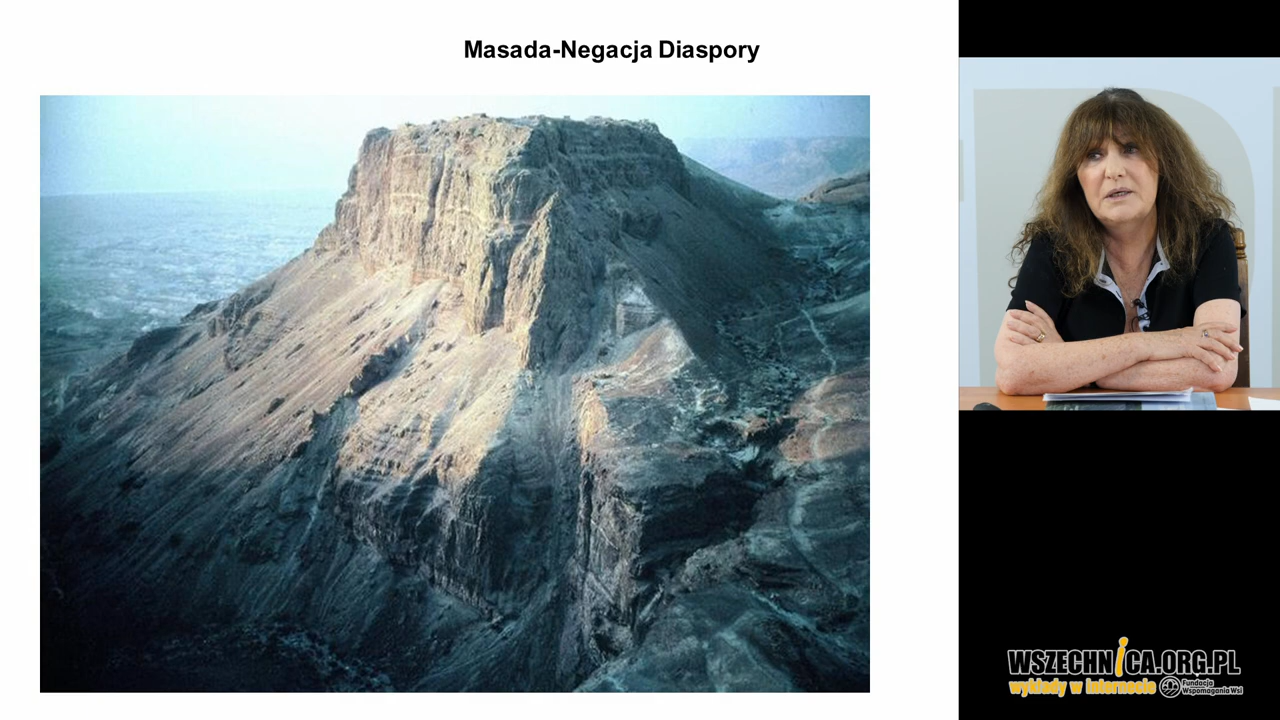 Masada-Negacja Diaspory
WSZECHNICA.ORG.PL
wykłady w internecie
Fundacja
Wspomagania Wsi